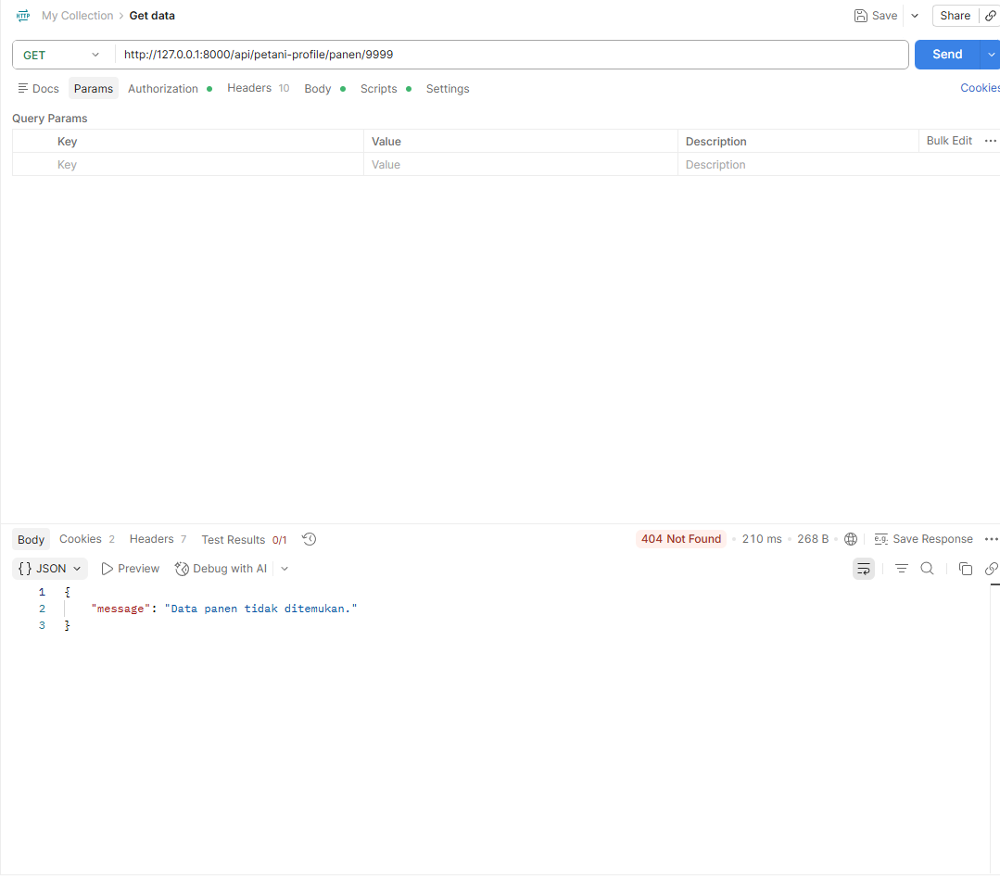 HTTP My Collection > Get data Save Share
GET http://127.0.0.1:8000/api/petani-profile/panen/9999 Send
Docs Params Authorization Headers 10 Body Scripts Settings Cookies
Query Params
Key Value Description Bulk Edit
Key Value Description
Body Cookies 2 Headers 7 Test Results 0/1 404 Not Found 210 ms 268 B e.g. Save Response
{} JSON Preview Debug with AI
1 {
2 "message": "Data panen tidak ditemukan."
3 }